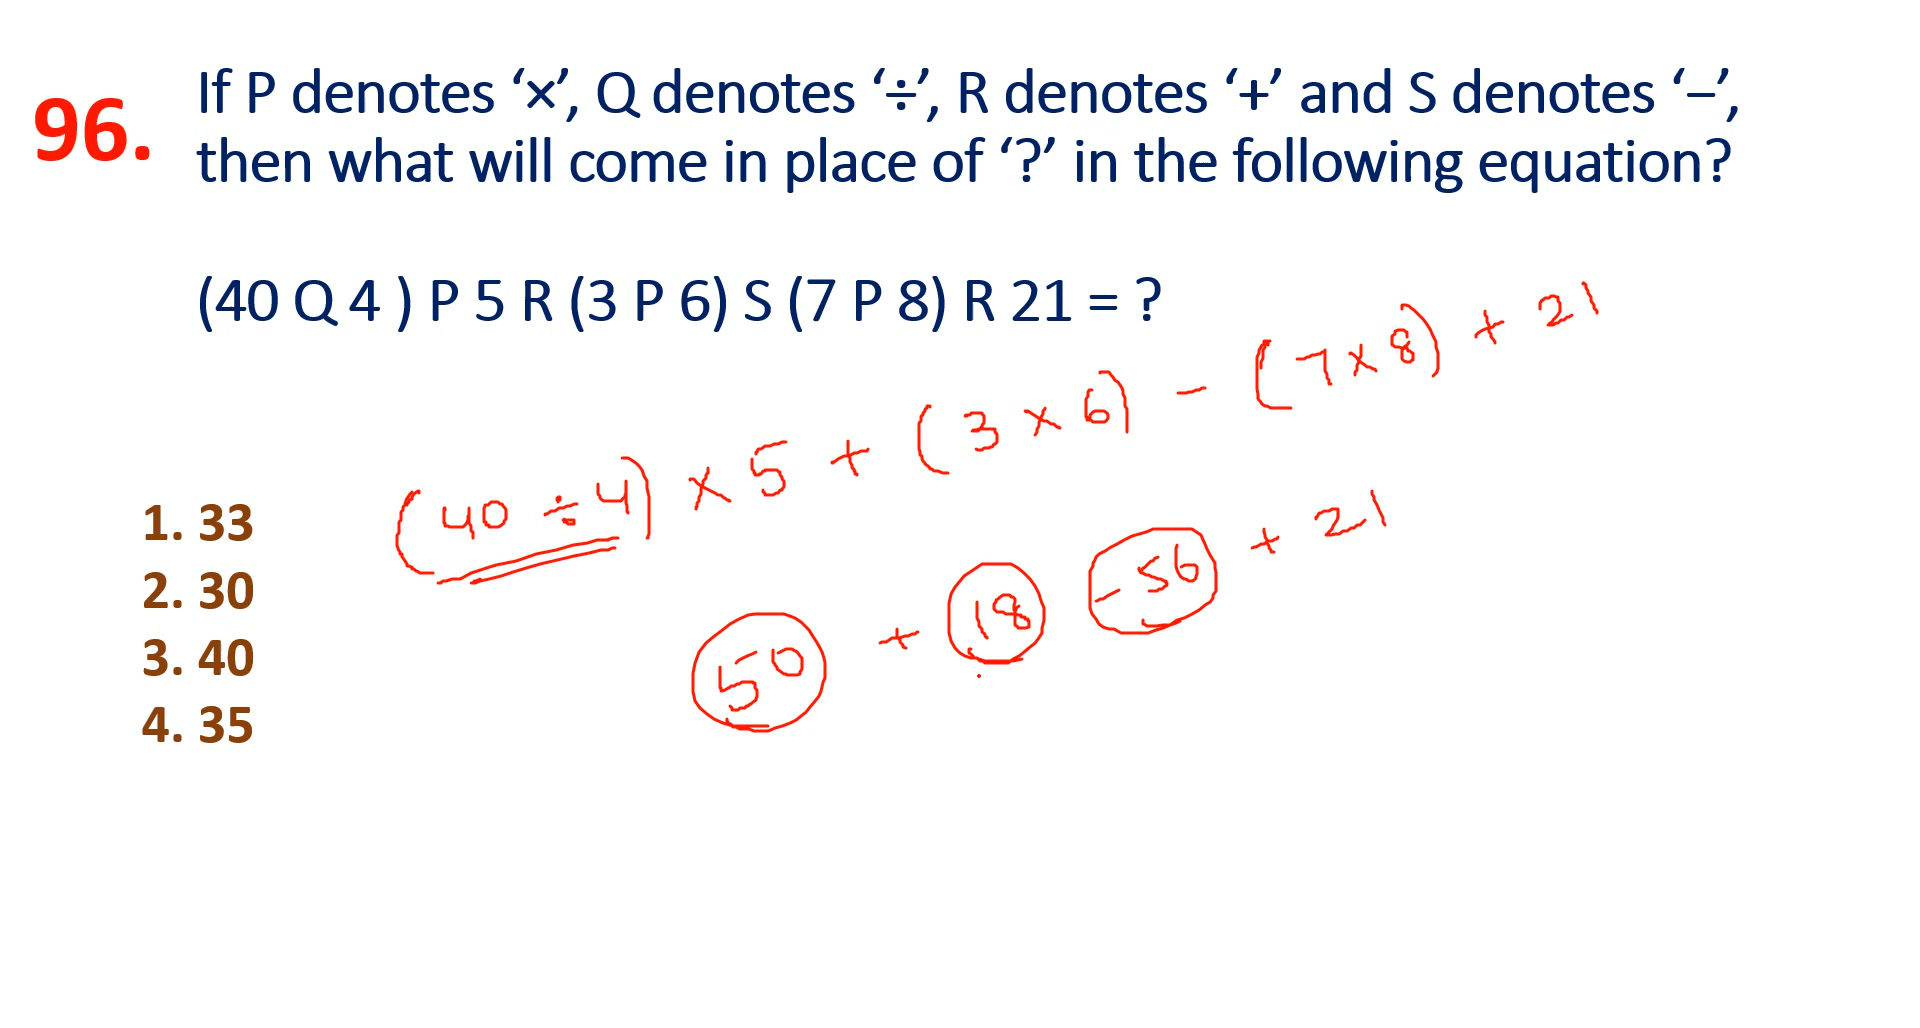 96.
If P denotes ‘×’, Q denotes ‘÷’, R denotes ‘+’ and S denotes ‘−’,
then what will come in place of ‘?’ in the following equation?
(40 Q 4 ) P 5 R (3 P 6) S (7 P 8) R 21 = ?
(40 ÷ 4) × 5 + (3 × 6) - (7 × 8) + 21
50 + 18 - 56 + 21
1. 33
2. 30
3. 40
4. 35